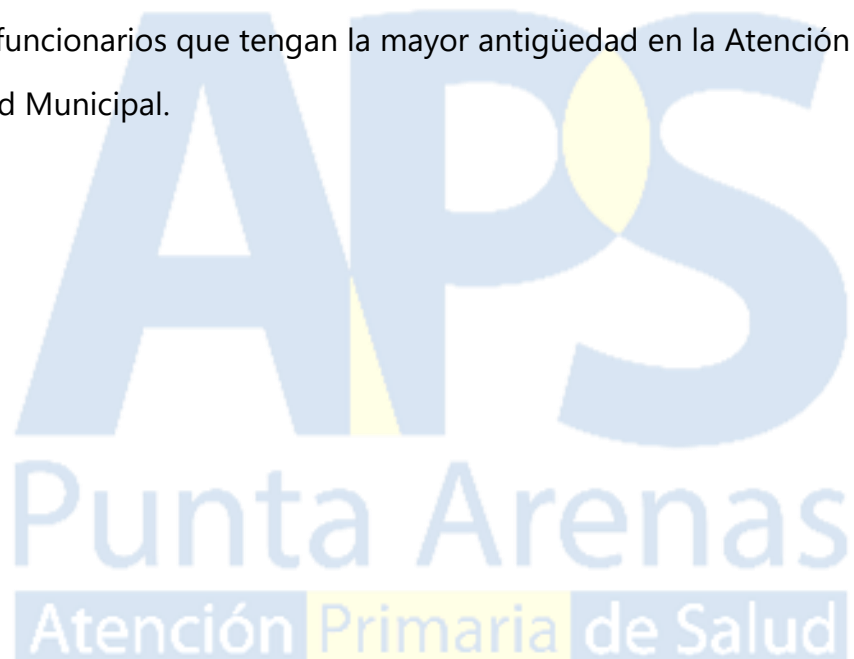 funcionarios que tengan la mayor antigüedad en la Atención
d Municipal.
APS
Punta Arenas
Atención Primaria de Salud